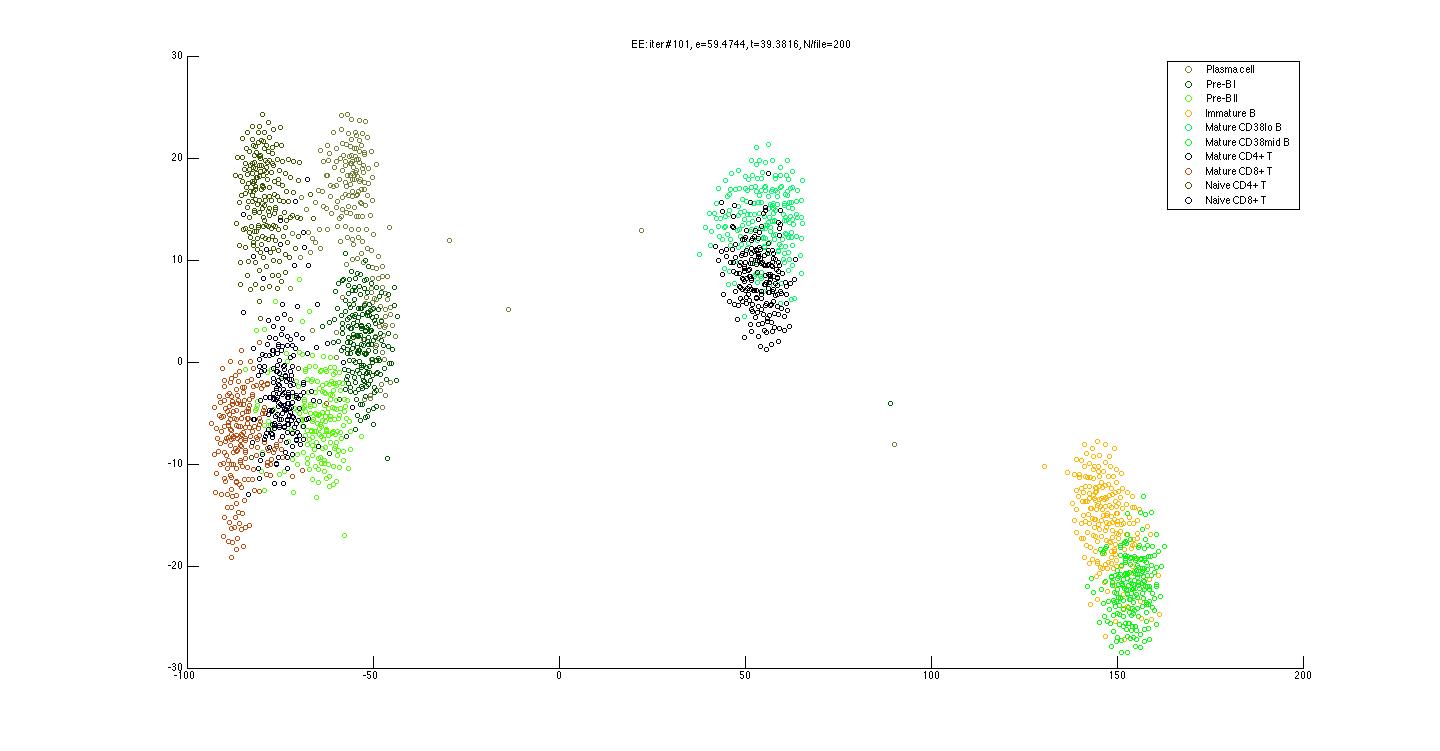 EE: iter#101, e=59.4744, t=39.3816, N/file=200
30
20
10
0
-10
-20
-30
-100
-50
0
50
100
150
200
Plasma cell
Pre-B I
Pre-B II
Immature B
Mature CD38lo B
Mature CD38mid B
Mature CD4+ T
Mature CD8+ T
Naive CD4+ T
Naive CD8+ T